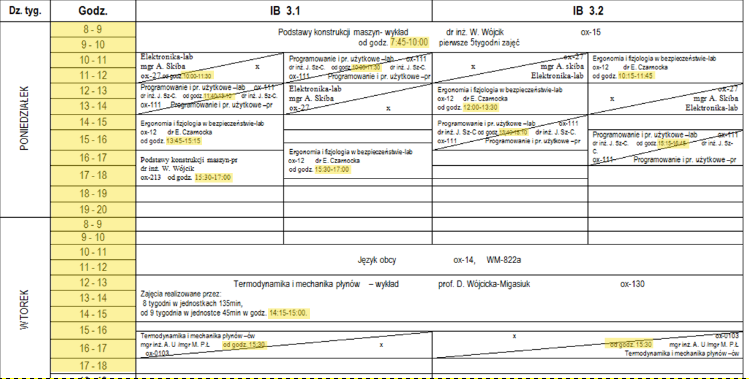 Dz. tyg. Godz. IB 3.1 IB 3.2
PONIEDZIAŁEK
8 - 9
9 - 10
Podstawy konstrukcji maszyn- wykład dr inż. W. Wójcik ox-15
od godz. 7:45-10:00 pierwsze 5tygodni zajęć
10 - 11
11 - 12
Elektronika-lab
mgr A. Skiba x
ox-27 od godz. 10:00-11:30
Programowanie i pr. użytkowe –lab ox-111
dr inż. J. Sz-C. od godz. 10:00-11:30 dr inż. J. Sz-C.
ox-111 Programowanie i pr. użytkowe –pr
ox-27
x mgr A. skiba
Elektronika-lab
Ergonomia i fizjologia w bezpieczeństwie-lab
ox-12 dr E. Czarnocka
od godz. 10:15-11:45
12 - 13
13 - 14
Programowanie i pr. użytkowe –lab ox-111
dr inż. J. Sz-C. od godz. 11:40-13:10 dr inż. J. Sz-C.
ox-111 Programowanie i pr. użytkowe –pr
Elektronika-lab
mgr A. Skiba
ox-27 x
Ergonomia i fizjologia w bezpieczeństwie-lab
ox-12 dr E. Czarnocka
od godz. 12:00-13:30
ox-27
x mgr A. Skiba
Elektronika-lab
14 - 15
15 - 16
Ergonomia i fizjologia w bezpieczeństwie-lab
ox-12 dr E. Czarnocka
od godz. 13:45-15:15
Programowanie i pr. użytkowe –lab ox-111
dr inż. J. Sz-C. od godz. 13:40-15:10 dr inż. J. Sz-C.
ox-111 Programowanie i pr. użytkowe –pr
Programowanie i pr. użytkowe –lab ox-111
dr inż. J. Sz-C. od godz. 15:15-16:45 dr inż. J. Sz-
C.
ox-111 Programowanie i pr. użytkowe –pr
16 - 17
17 - 18
Podstawy konstrukcji maszyn-pr
dr inż. W. Wójcik
ox-213 od godz. 15:30-17:00
Ergonomia i fizjologia w bezpieczeństwie-lab
ox-12 dr E. Czarnocka
od godz. 15:30-17:00
18 - 19
19 - 20
WTOREK
8 - 9
9 - 10
10 - 11
11 - 12
Język obcy ox-14, WM-822a
12 - 13
13 - 14
14 - 15
Termodynamika i mechanika płynów – wykład prof. D. Wójcicka-Migasiuk ox-130
Zajęcia realizowane przez:
8 tygodni w jednostkach 135min,
od 9 tygodnia w jednostce 45min w godz. 14:15-15:00.
15 - 16
16 - 17
17 - 18
Termodynamika i mechanika płynów –ćw
mgr inż. A. U /mgr M. P.Ł od godz. 15:30 x
ox-0103
x ox-0103
od godz. 15:30 mgr inż. A. U /mgr M. P.Ł
Termodynamika i mechanika płynów –ćw